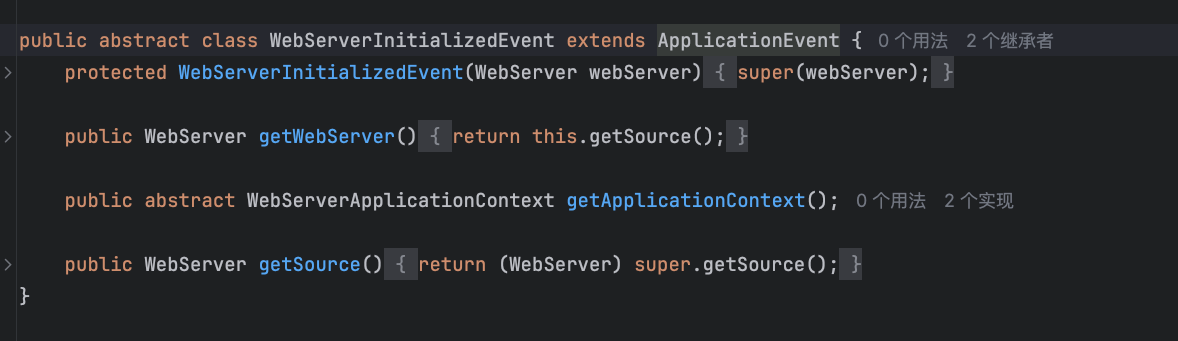 public abstract class WebServerInitializedEvent extends ApplicationEvent { 0 个用法 2 个继承者
protected WebServerInitializedEvent(WebServer webServer) { super(webServer); }
public WebServer getWebServer() { return this.getSource(); }
public abstract WebServerApplicationContext getApplicationContext(); 0 个用法 2 个实现
public WebServer getSource() { return (WebServer) super.getSource(); }
}